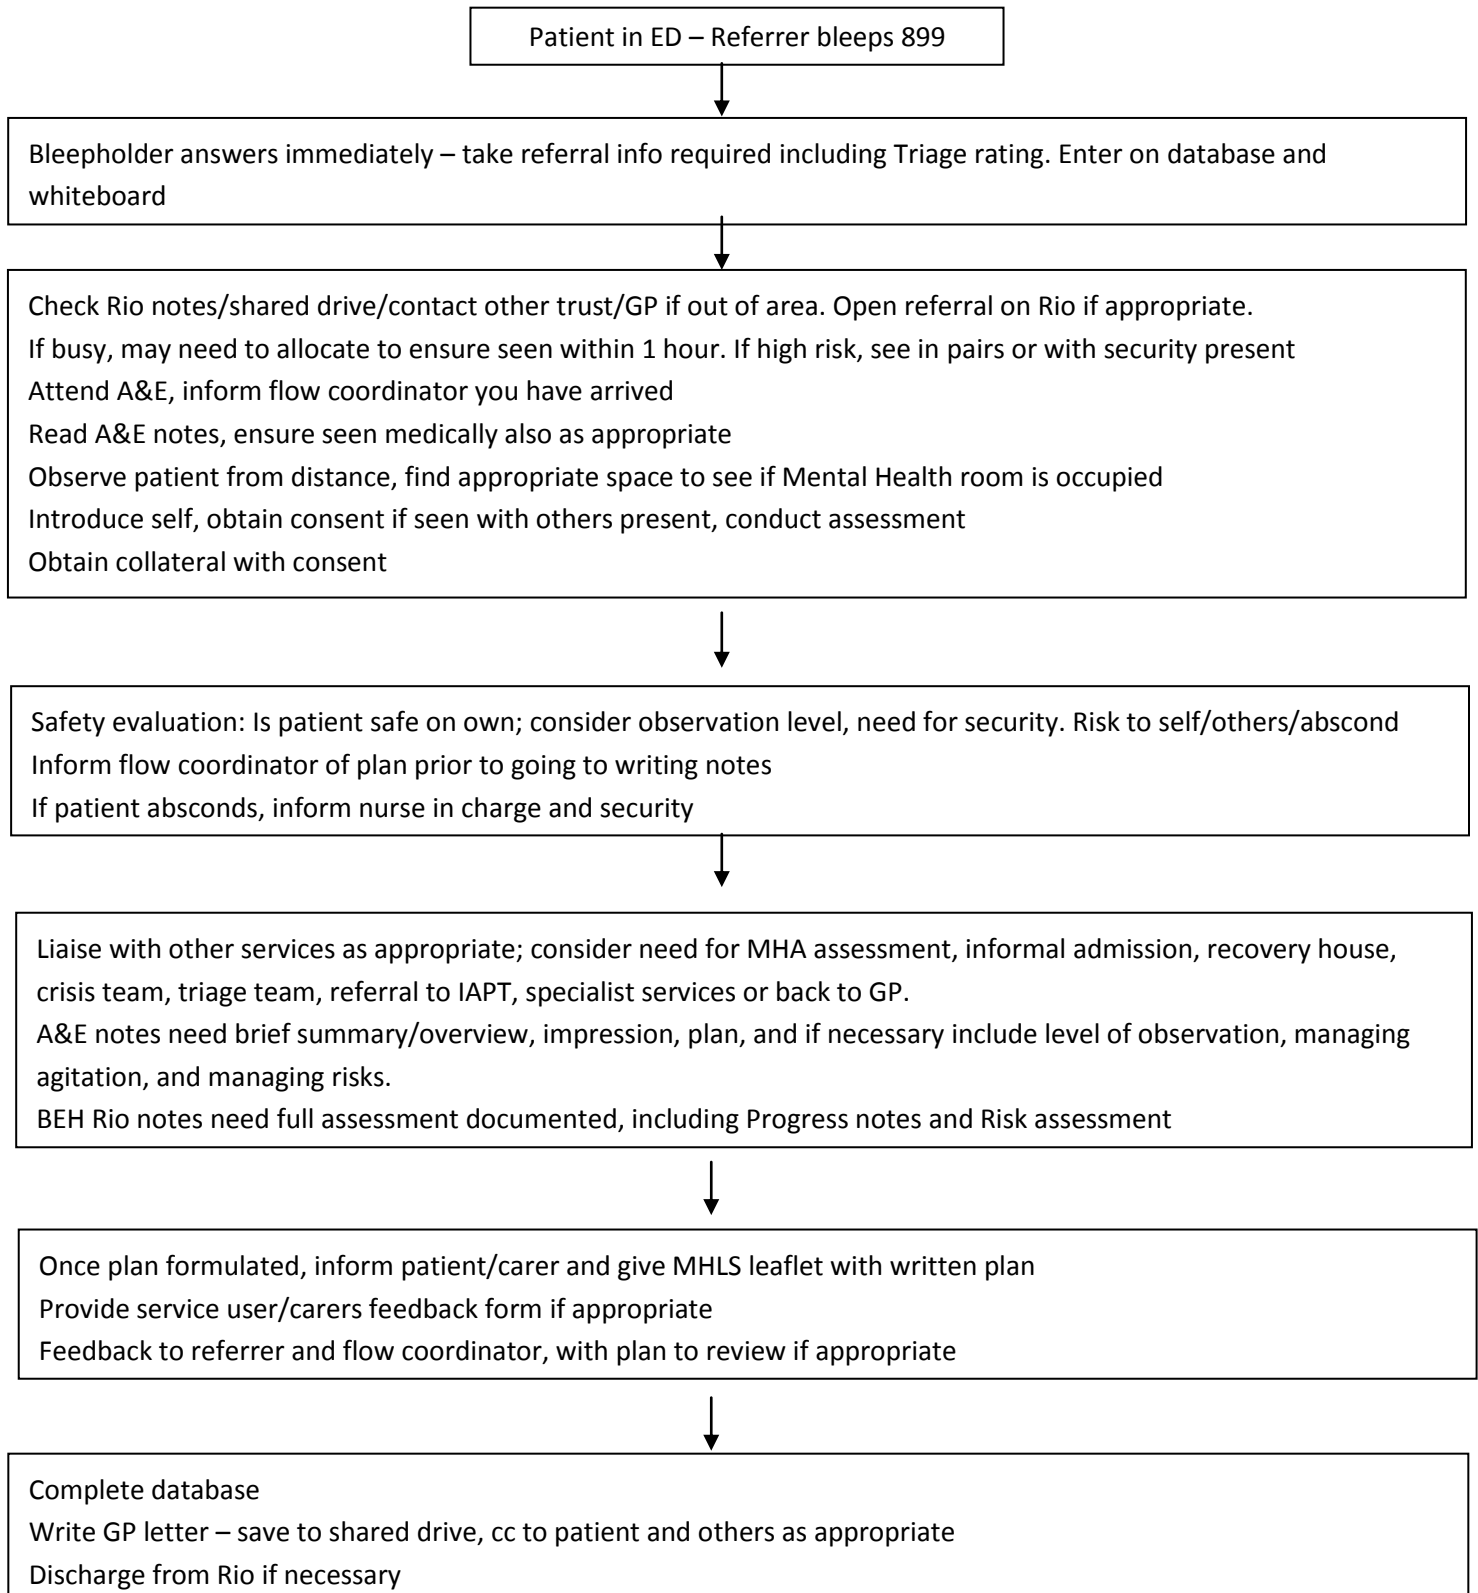 Patient in ED – Referrer bleeps 899
Bleepholder answers immediately – take referral info required including Triage rating. Enter on database and
whiteboard
Check Rio notes/shared drive/contact other trust/GP if out of area. Open referral on Rio if appropriate.
If busy, may need to allocate to ensure seen within 1 hour. If high risk, see in pairs or with security present
Attend A&E, inform flow coordinator you have arrived
Read A&E notes, ensure seen medically also as appropriate
Observe patient from distance, find appropriate space to see if Mental Health room is occupied
Introduce self, obtain consent if seen with others present, conduct assessment
Obtain collateral with consent
Safety evaluation: Is patient safe on own; consider observation level, need for security. Risk to self/others/abscond
Inform flow coordinator of plan prior to going to writing notes
If patient absconds, inform nurse in charge and security
Liaise with other services as appropriate; consider need for MHA assessment, informal admission, recovery house,
crisis team, triage team, referral to IAPT, specialist services or back to GP.
A&E notes need brief summary/overview, impression, plan, and if necessary include level of observation, managing
agitation, and managing risks.
BEH Rio notes need full assessment documented, including Progress notes and Risk assessment
Once plan formulated, inform patient/carer and give MHLS leaflet with written plan
Provide service user/carers feedback form if appropriate
Feedback to referrer and flow coordinator, with plan to review if appropriate
Complete database
Write GP letter – save to shared drive, cc to patient and others as appropriate
Discharge from Rio if necessary